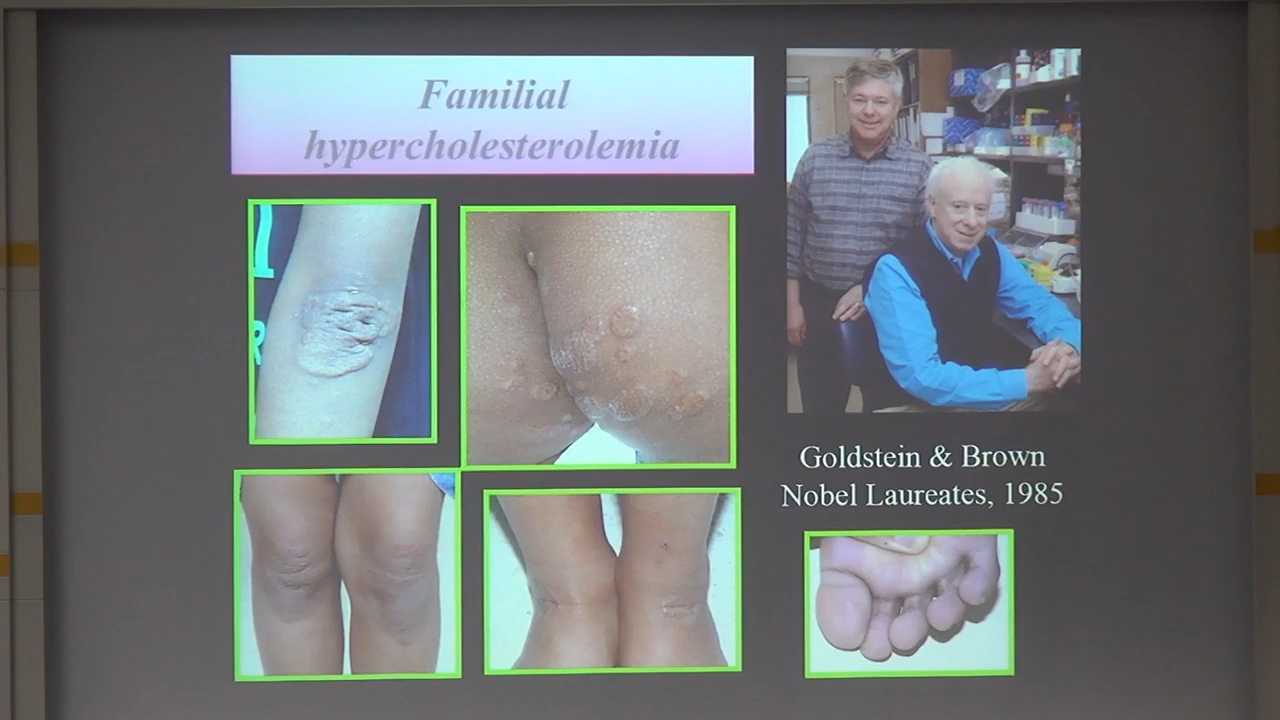 Familial
hypercholesterolemia
Goldstein & Brown
Nobel Laureates, 1985